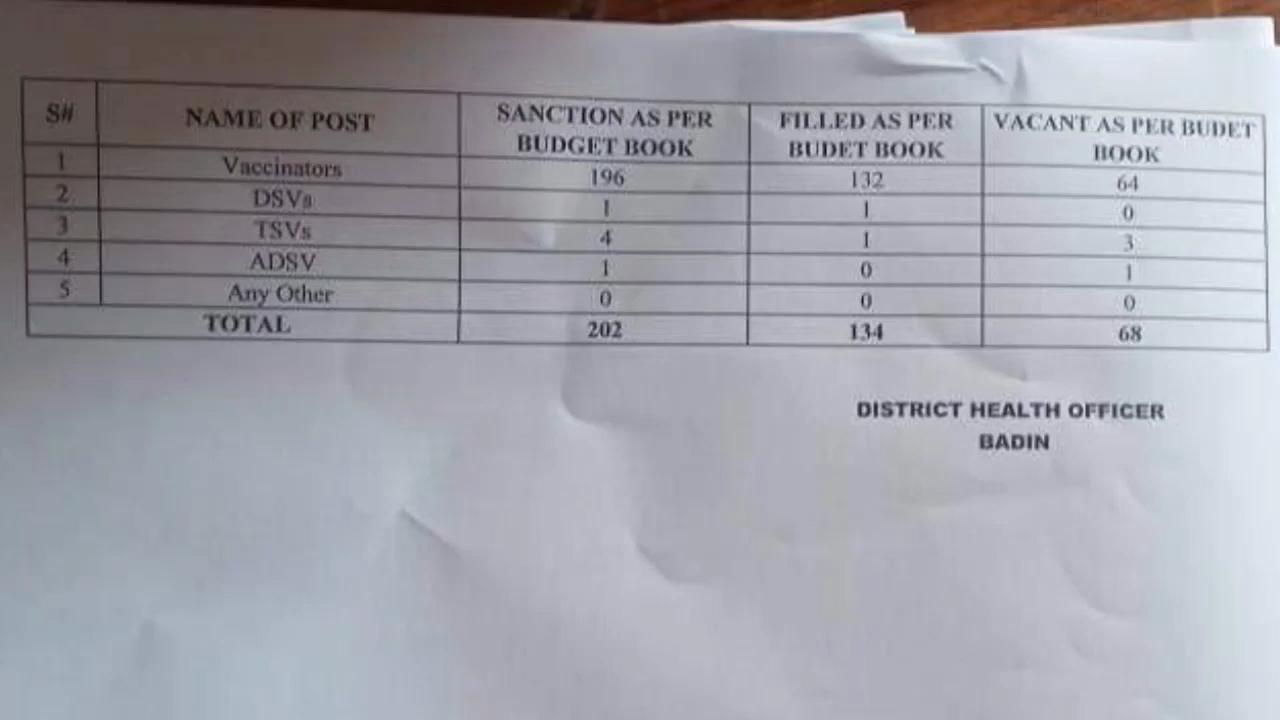 S# NAME OF POST SANCTION AS PER BUDGET BOOK FILLED AS PER BUDET BOOK VACANT AS PER BUDET BOOK
1 Vaccinators 196 132 64
2 DSVs 1 1 0
3 TSVs 4 1 3
4 ADSV 1 0 1
5 Any Other 0 0 0
TOTAL 202 134 68
DISTRICT HEALTH OFFICER
BADIN